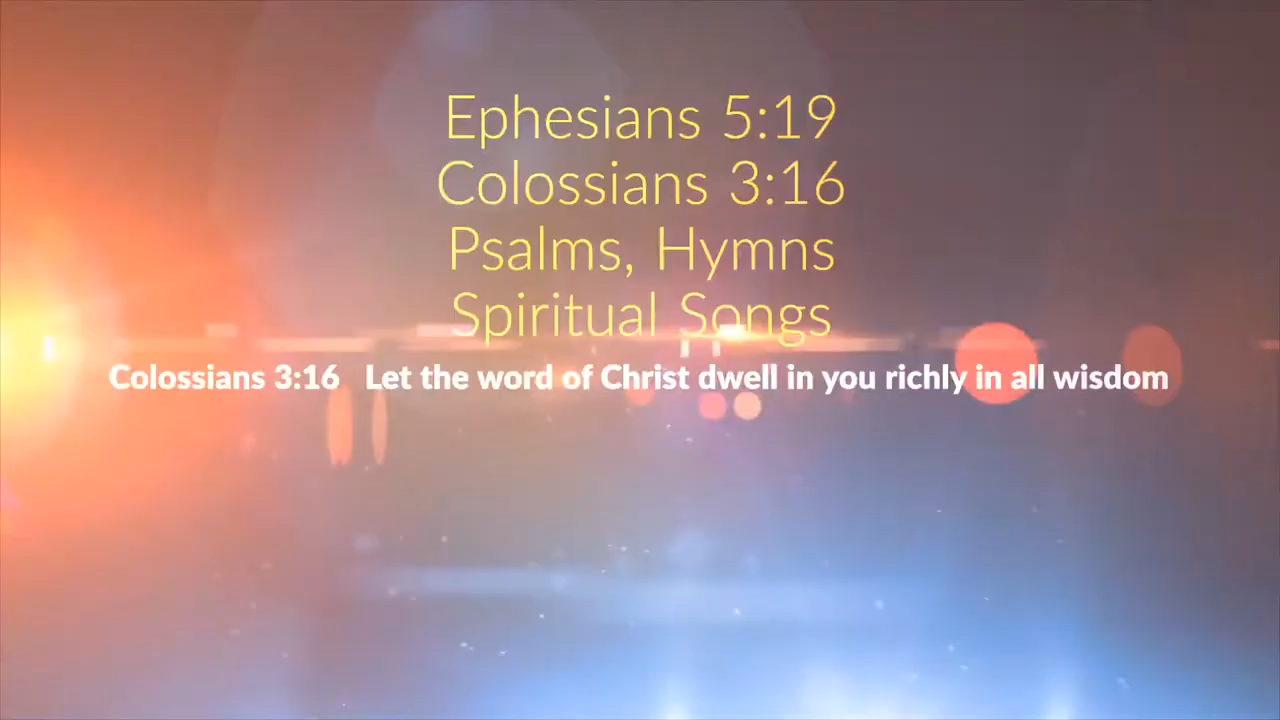 Ephesians 5:19
Colossians 3:16
Psalms, Hymns
Spiritual Songs
Colossians 3:16 Let the word of Christ dwell in you richly in all wisdom